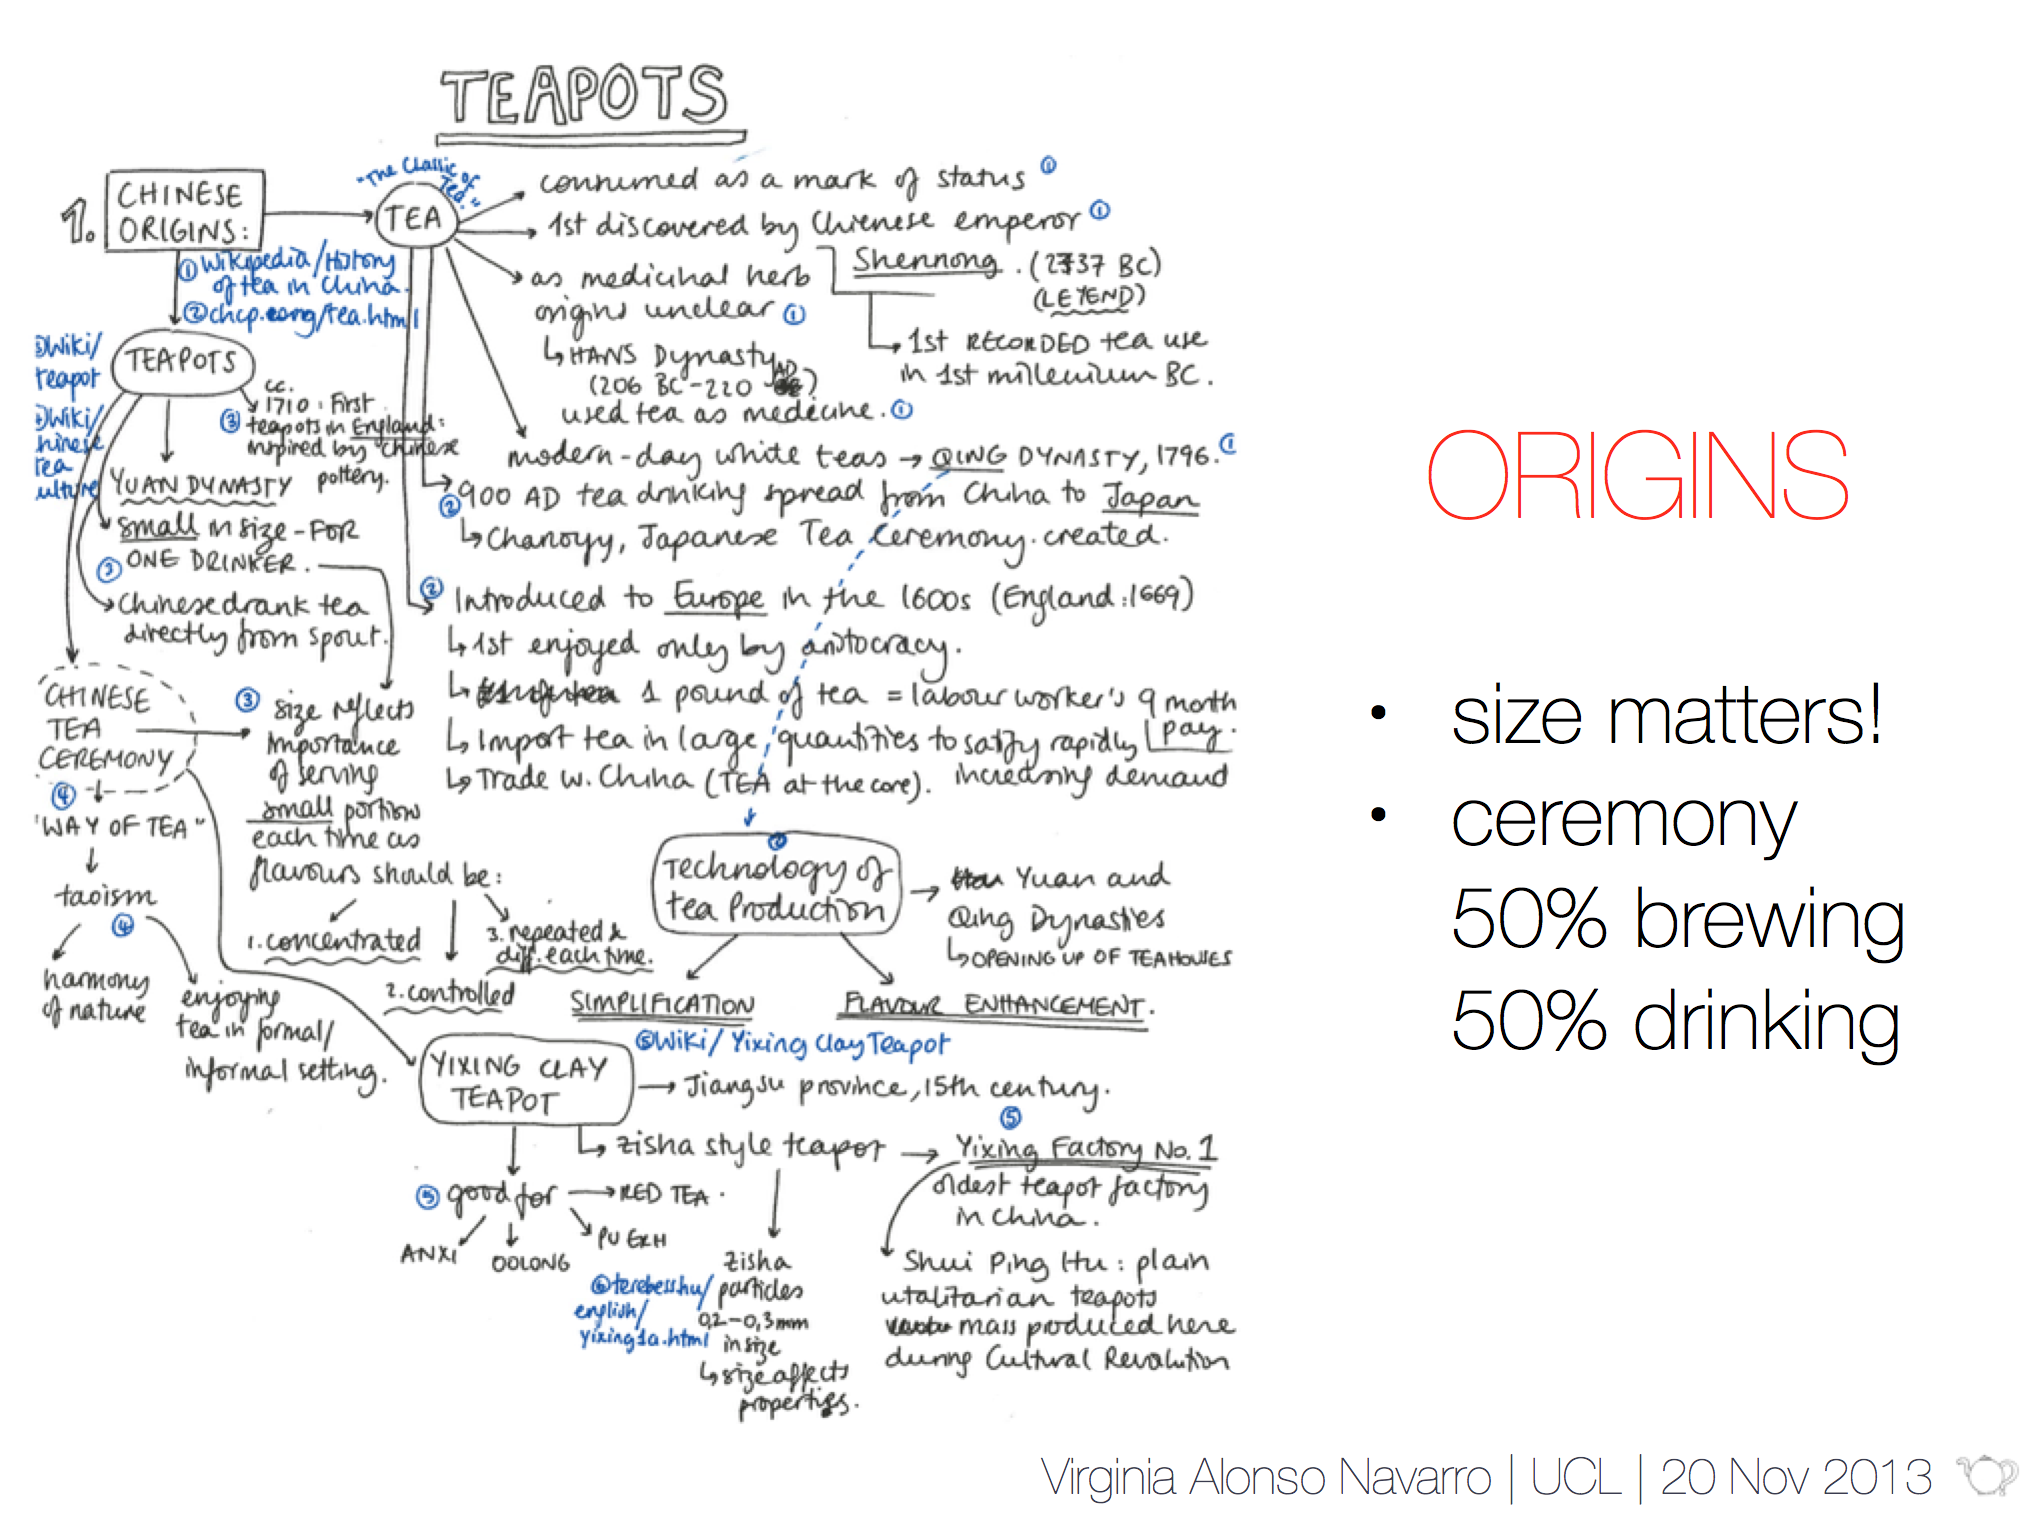 TEAPOTS
1.
CHINESE
ORIGINS:
① Wikipedia/History
of tea in China.
② chcp.org/tea.html
"The Classic of
Tea."
TEA
consumed as a mark of status ①
1st discovered by Chienese emperor ①
Shennong. (2737 BC)
(LEYEND)
1st RECORDED tea use
in 1st millenium BC.
as medicinal herb
origins unclear ①
HANS Dynasty
(206 BC - 220 AD)
used tea as medecine. ①
modern-day white teas → QING DYNASTY, 1796. ①
② 900 AD tea drinking spread from China to Japan
Chanoyy, Japanese Tea Ceremony. created.
② Introduced to Europe in the 1600s (England: 1669)
1st enjoyed only by aristocracy.
1 pound of tea = labour worker's 9 month
pay.
Import tea in large quantities to satify rapidly
increasing demand
Trade w. China (TEA at the core).
③ Wiki/
teapot
④ Wiki/
chinese
tea
culture
TEAPOTS
cc.
1710: First
③ teapots in England:
inspired by chinese
pottery.
YUAN DYNASTY
small in size - FOR
③ ONE DRINKER.
Chinese drank tea
directly from spout.
CHINESE
TEA
CEREMONY
④
"WAY OF TEA"
taoism
④
harmony
of nature
enjoying
tea in formal/
informal setting.
③ size reflects
importance
of serving
small portion
each time as
flavours should be:
1. concentrated
2. controlled
3. repeated &
diff. each time.
②
Technology of
tea Production
Yuan and
Qing Dynasties
OPENING UP OF TEAHOUSES
SIMPLIFICATION
FLAVOUR ENHANCEMENT.
⑤ Wiki/ Yixing Clay Teapot
YIXING CLAY
TEAPOT
Jiangsu province, 15th century.
⑤
zisha style teapot → Yixing Factory No. 1
oldest teapot factory
in China.
⑤ good for → RED TEA.
ANXI
OOLONG
PU ERH
⑥ terebess.hu/
english/
yixing1a.html
zisha
particles
0,2 - 0,3mm
in size
size affects
properties.
Shui Ping Hu: plain
utalitarian teapots
mass produced here
during Cultural Revolution
ORIGINS
• size matters!
• ceremony
50% brewing
50% drinking
Virginia Alonso Navarro | UCL | 20 Nov 2013